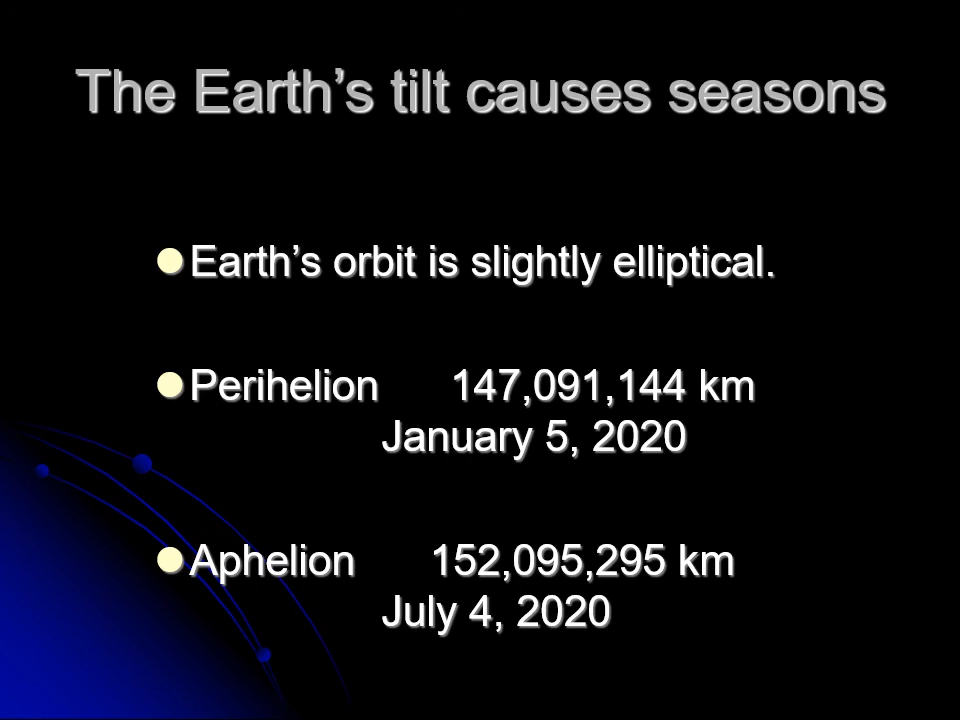 The Earth’s tilt causes seasons
Earth’s orbit is slightly elliptical.
Perihelion 147,091,144 km
January 5, 2020
Aphelion 152,095,295 km
July 4, 2020